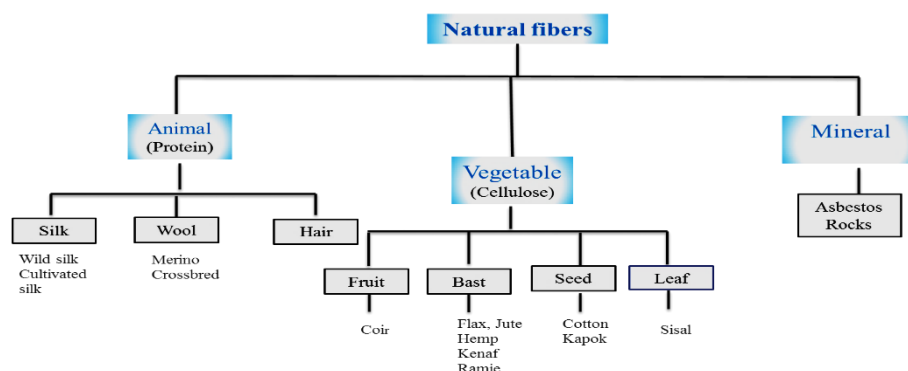 Natural fibers
Animal
(Protein)
Vegetable
(Cellulose)
Mineral
Silk
Wool
Hair
Asbestos
Rocks
Wild silk
Cultivated
silk
Merino
Crossbred
Fruit
Bast
Seed
Leaf
Coir
Flax, Jute
Hemp
Kenaf
Ramie
Cotton
Kapok
Sisal